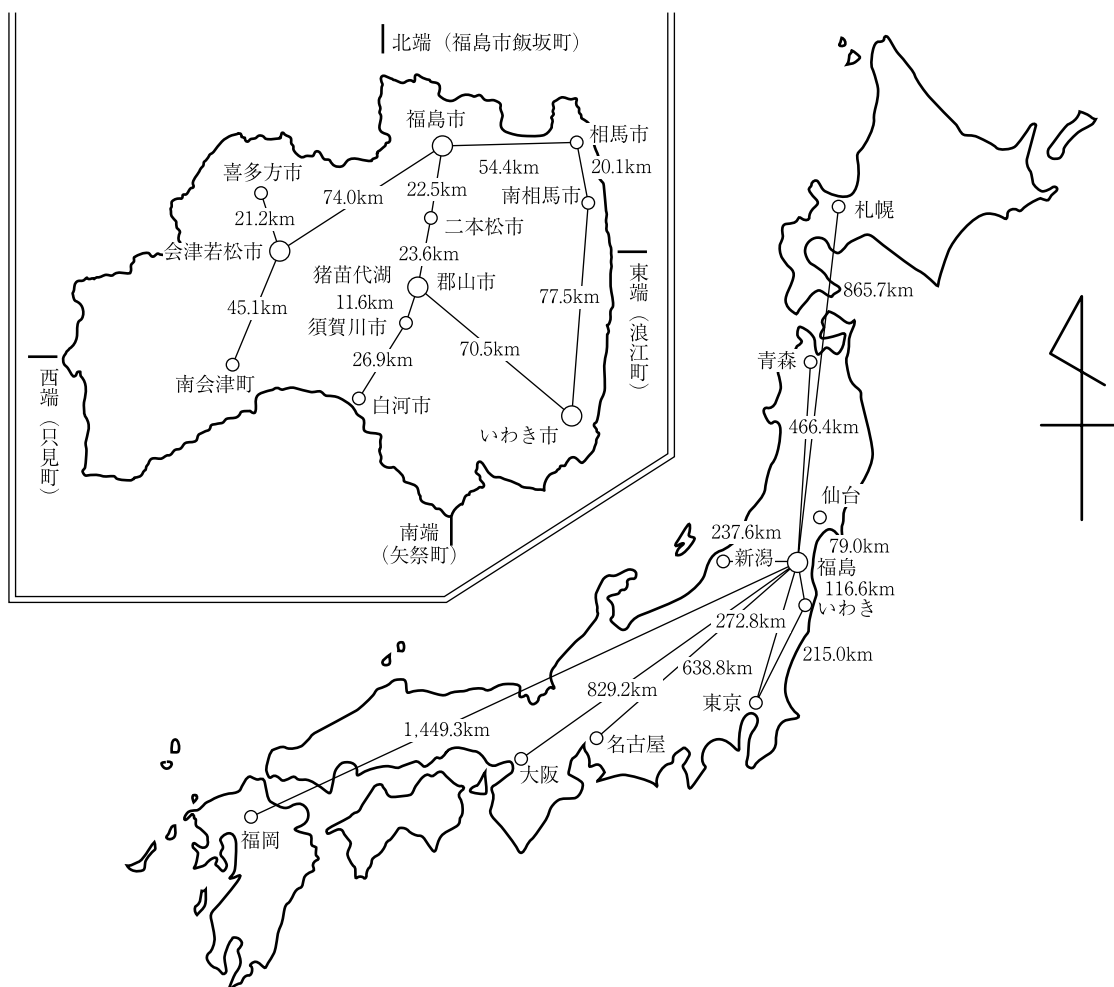 北端（福島市飯坂町）
福島市
相馬市
54.4km
20.1km
喜多方市
74.0km
22.5km
南相馬市
21.2km
二本松市
会津若松市
23.6km
猪苗代湖
郡山市
東端（浪江町）
11.6km
77.5km
45.1km
須賀川市
70.5km
26.9km
西端（只見町）
南会津町
白河市
いわき市
南端
（矢祭町）
札幌
865.7km
青森
466.4km
仙台
237.6km
79.0km
新潟
福島
116.6km
いわき
272.8km
215.0km
638.8km
829.2km
東京
1,449.3km
名古屋
大阪
福岡